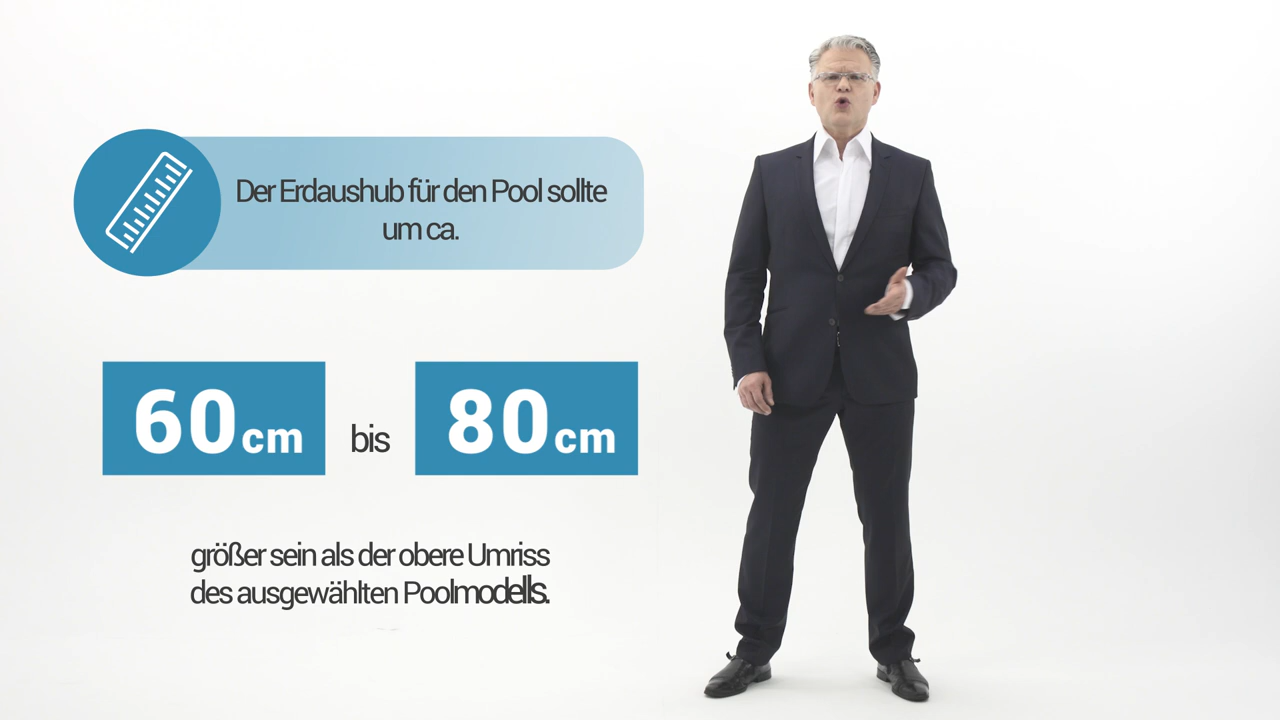 Der Erdaushub für den Pool sollte
um ca.
60cm bis 80cm
größer sein als der obere Umriss
des ausgewählten Poolmodells.